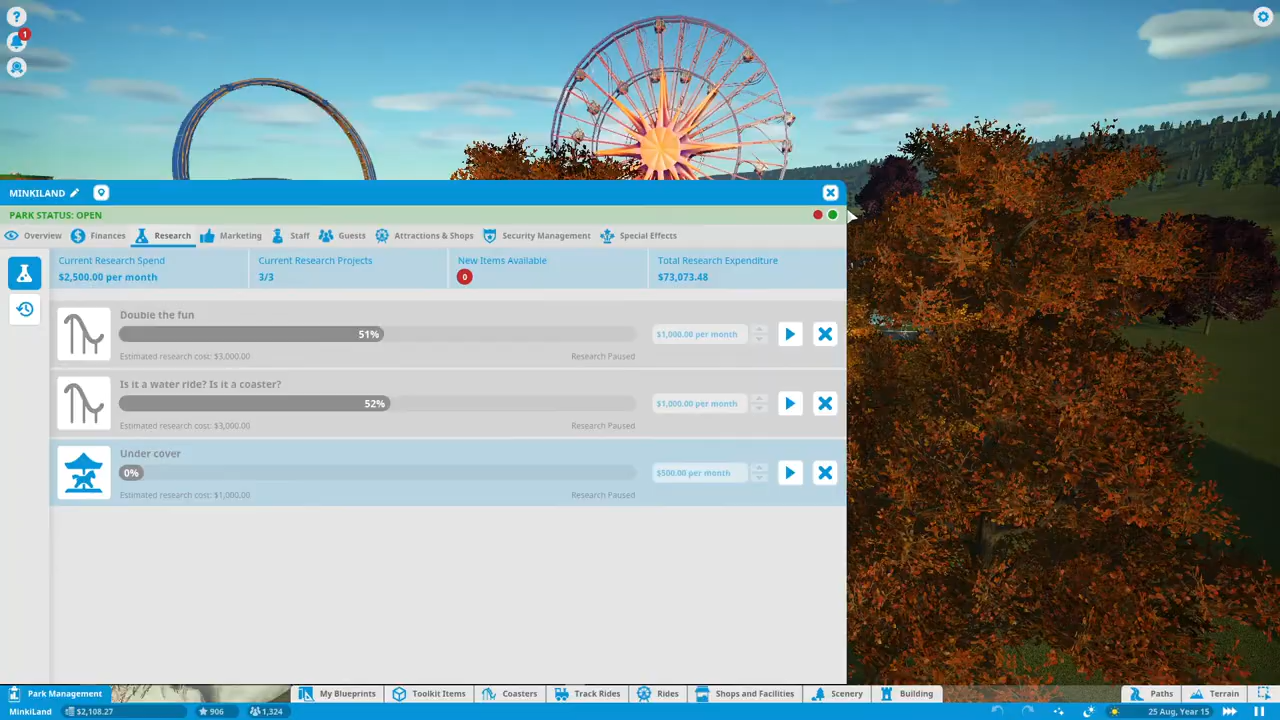 ?
1
MINKILAND
PARK STATUS: OPEN
Overview Finances Research Marketing Staff Guests Attractions & Shops Security Management Special Effects
Current Research Spend Current Research Projects New Items Available Total Research Expenditure
$2,500.00 per month 3/3 0 $73,073.48
Double the fun
51% $1,000.00 per month
Estimated research cost: $3,000.00 Research Paused
Is it a water ride? Is it a coaster?
52% $1,000.00 per month
Estimated research cost: $3,000.00 Research Paused
Under cover
0% $500.00 per month
Estimated research cost: $1,000.00 Research Paused
Park Management My Blueprints Toolkit Items Coasters Track Rides Rides Shops and Facilities Scenery Building Paths Terrain
MinkiLand $2,108.27 906 1,324 25 Aug, Year 15